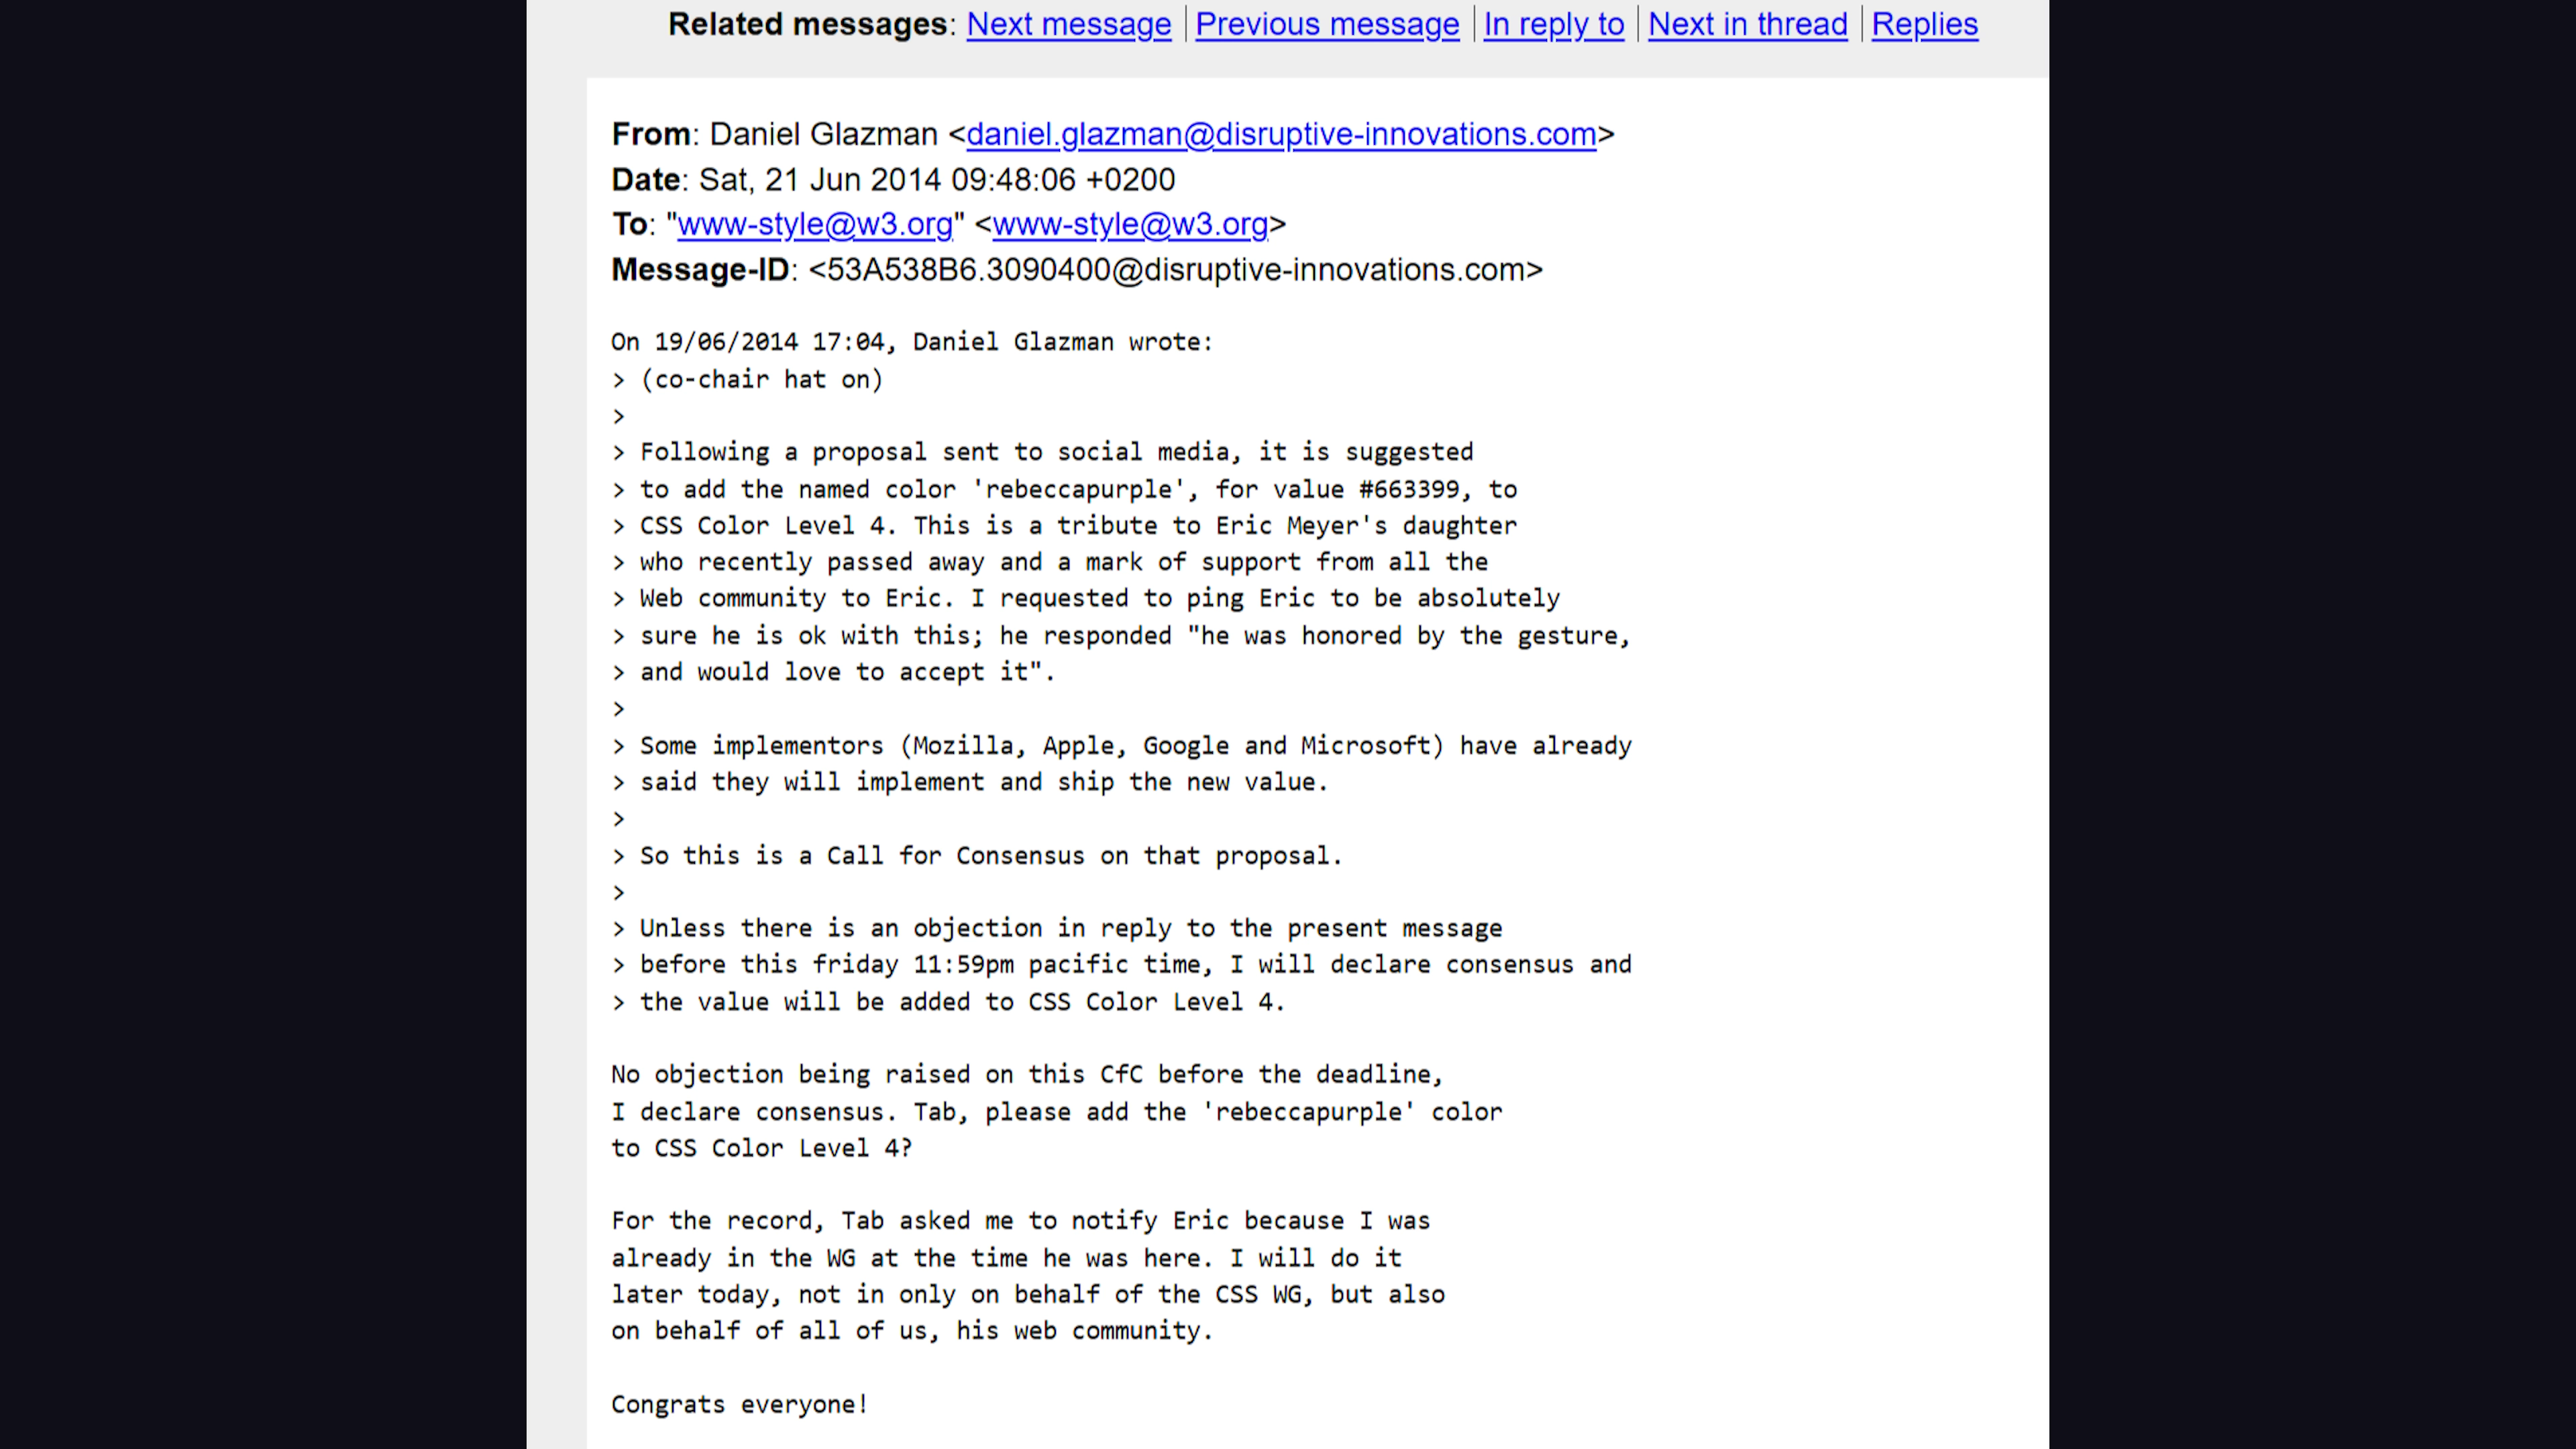 Related messages: Next message Previous message In reply to Next in thread Replies
From: Daniel Glazman <daniel.glazman@disruptive-innovations.com>
Date: Sat, 21 Jun 2014 09:48:06 +0200
To: "www-style@w3.org" <www-style@w3.org>
Message-ID: <53A538B6.3090400@disruptive-innovations.com>
On 19/06/2014 17:04, Daniel Glazman wrote:
> (co-chair hat on)
>
> Following a proposal sent to social media, it is suggested
> to add the named color 'rebeccapurple', for value #663399, to
> CSS Color Level 4. This is a tribute to Eric Meyer's daughter
> who recently passed away and a mark of support from all the
> Web community to Eric. I requested to ping Eric to be absolutely
> sure he is ok with this; he responded "he was honored by the gesture,
> and would love to accept it".
>
> Some implementors (Mozilla, Apple, Google and Microsoft) have already
> said they will implement and ship the new value.
>
> So this is a Call for Consensus on that proposal.
>
> Unless there is an objection in reply to the present message
> before this friday 11:59pm pacific time, I will declare consensus and
> the value will be added to CSS Color Level 4.
No objection being raised on this CfC before the deadline,
I declare consensus. Tab, please add the 'rebeccapurple' color
to CSS Color Level 4?
For the record, Tab asked me to notify Eric because I was
already in the WG at the time he was here. I will do it
later today, not in only on behalf of the CSS WG, but also
on behalf of all of us, his web community.
Congrats everyone!